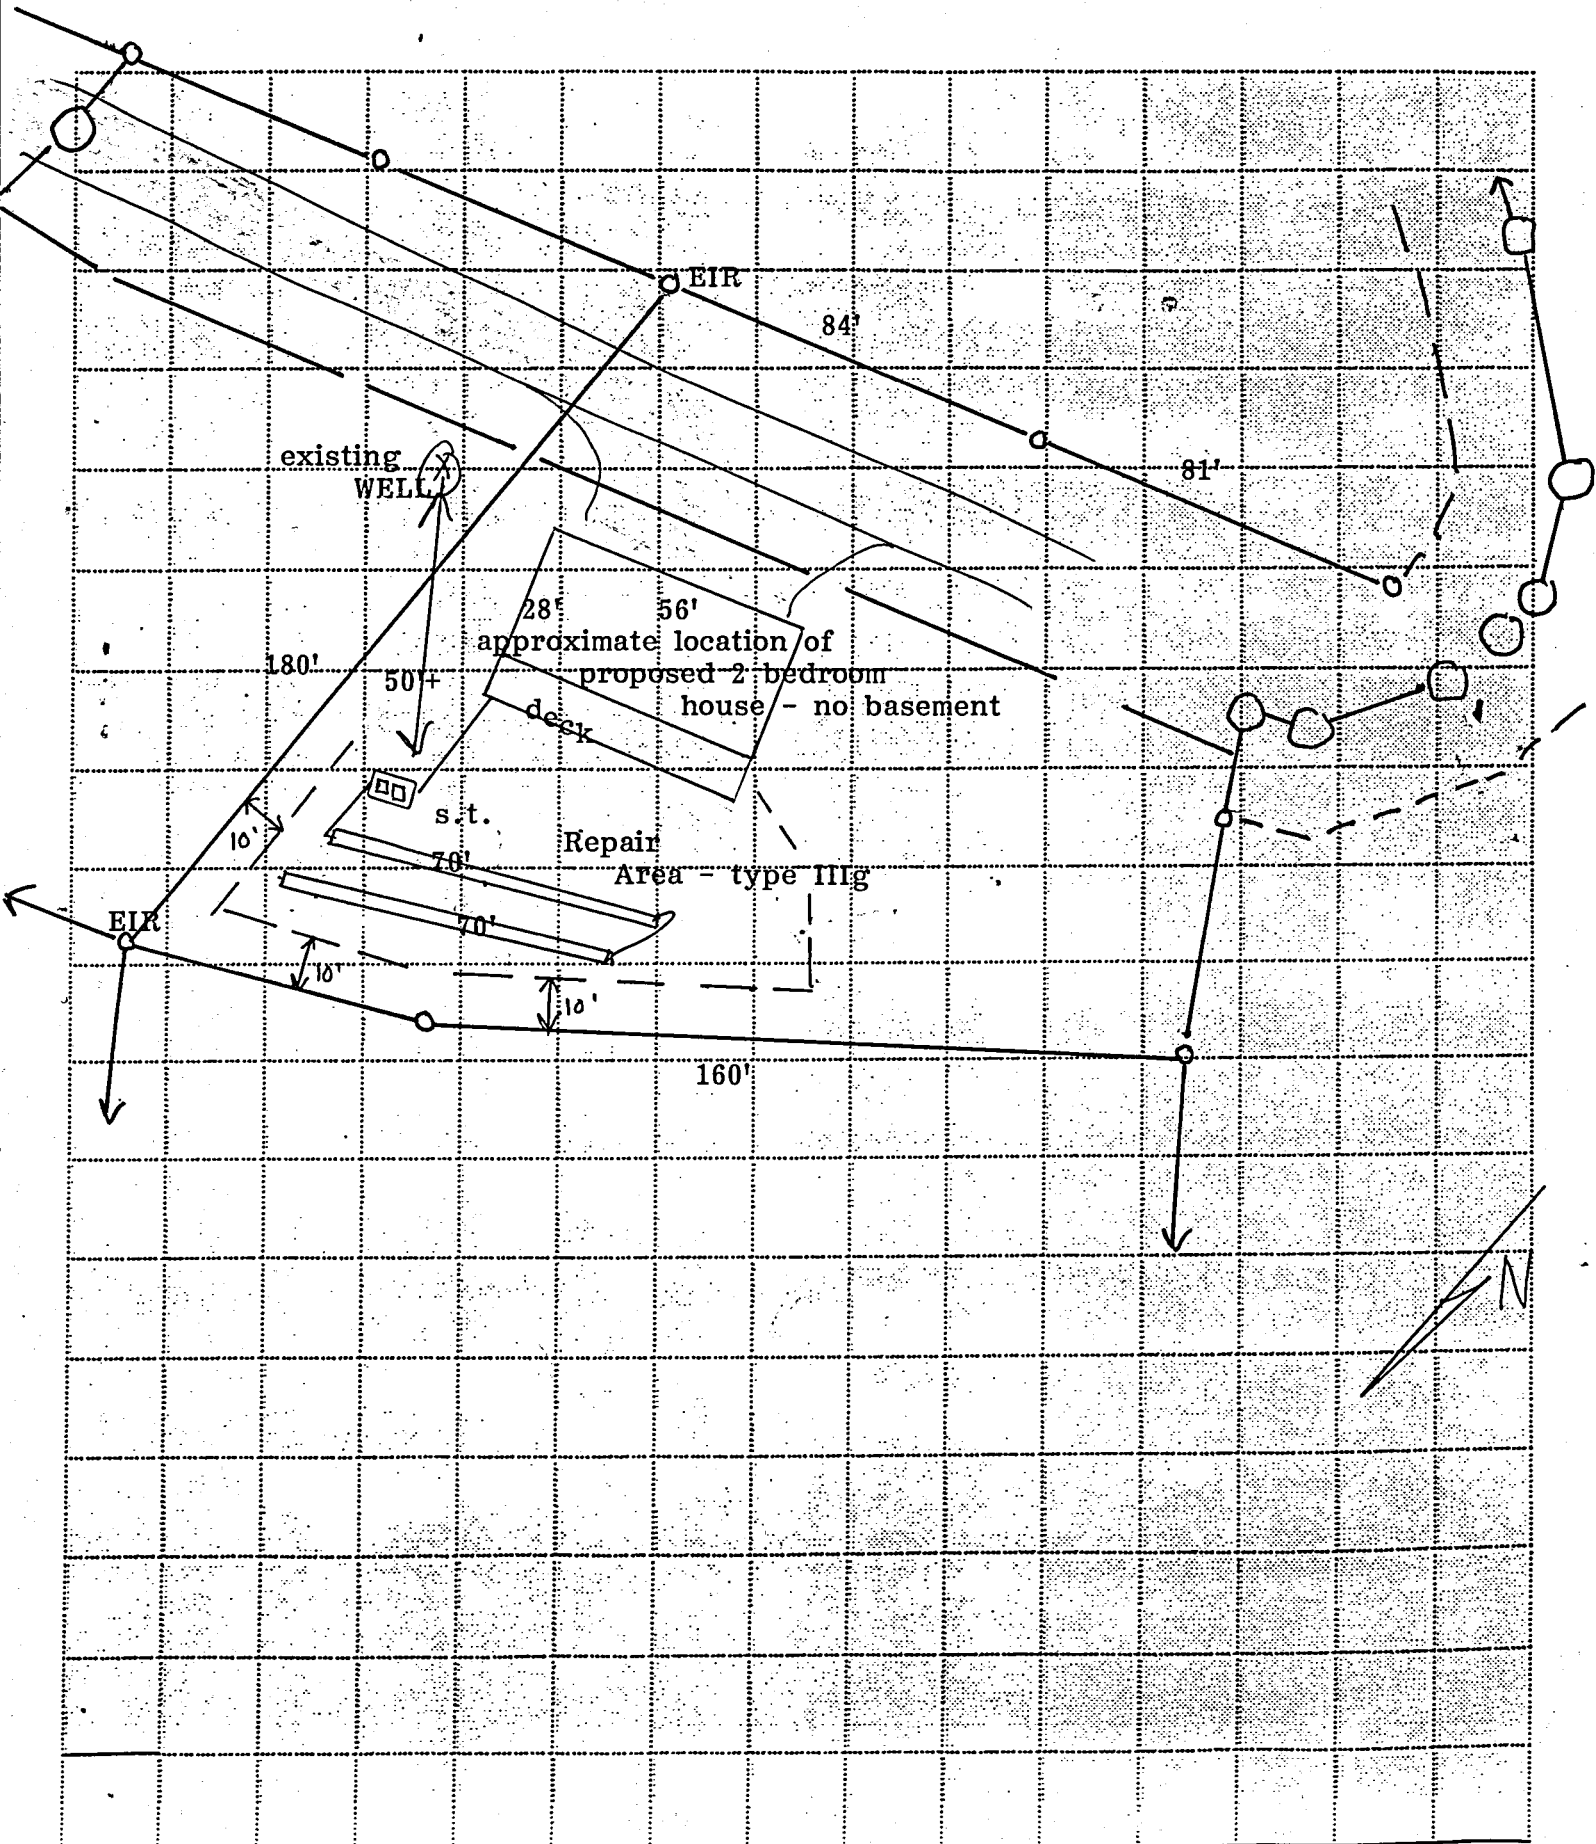 EIR
84'
81'
existing
WELL
28' 56'
approximate location of
proposed 2 bedroom
house - no basement
180'
50'+
deck
s.t.
10'
Repair
Area - type IIIg
70'
70'
EIR
10'
10'
160'
N